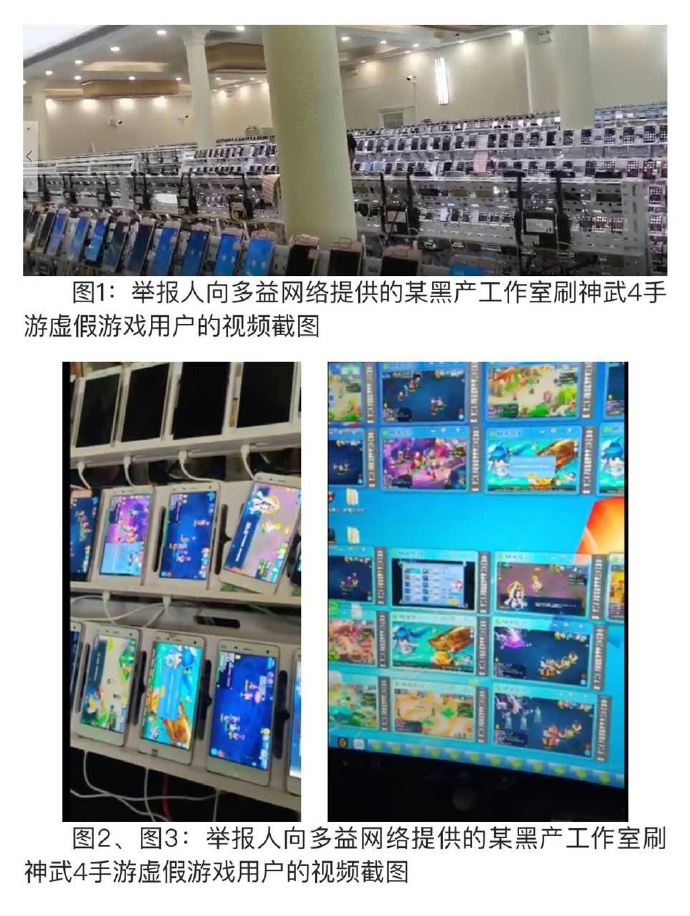 图1：举报人向多益网络提供的某黑产工作室刷神武4手
游虚假游戏用户的视频截图
图2、图3：举报人向多益网络提供的某黑产工作室刷
神武4手游虚假游戏用户的视频截图